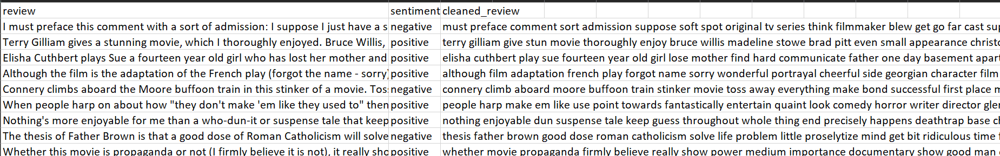 review sentiment cleaned_review
I must preface this comment with a sort of admission: I suppose I just have a s negative must preface comment sort admission suppose soft spot original tv series think filmmaker blew get go far cast sup
Terry Gilliam gives a stunning movie, which I thoroughly enjoyed. Bruce Willis, positive terry gilliam give stun movie thoroughly enjoy bruce willis madeline stowe brad pitt even small appearance christo
Elisha Cuthbert plays Sue a fourteen year old girl who has lost her mother and positive elisha cuthbert play sue fourteen year old girl lose mother find hard communicate father one day basement apart
Although the film is the adaptation of the French play (forgot the name - sorry) positive although film adaptation french play forgot name sorry wonderful portrayal cheerful side georgian character film
Connery climbs aboard the Moore buffoon train in this stinker of a movie. Tos negative connery climb aboard moore buffoon train stinker movie toss away everything make bond successful first place m
When people harp on about how "they don't make 'em like they used to" then positive people harp make em like use point towards fantastically entertain quaint look comedy horror writer director gle
Nothing's more enjoyable for me than a who-dun-it or suspense tale that keep positive nothing enjoyable dun suspense tale keep guess throughout whole thing end precisely happens deathtrap base c
The thesis of Father Brown is that a good dose of Roman Catholicism will solve negative thesis father brown good dose roman catholicism solve life problem little proselytize mind get bit ridiculous time
Whether this movie is propaganda or not (I firmly believe it is not), it really sho positive whether movie propaganda firmly believe really show power medium importance documentary show good man